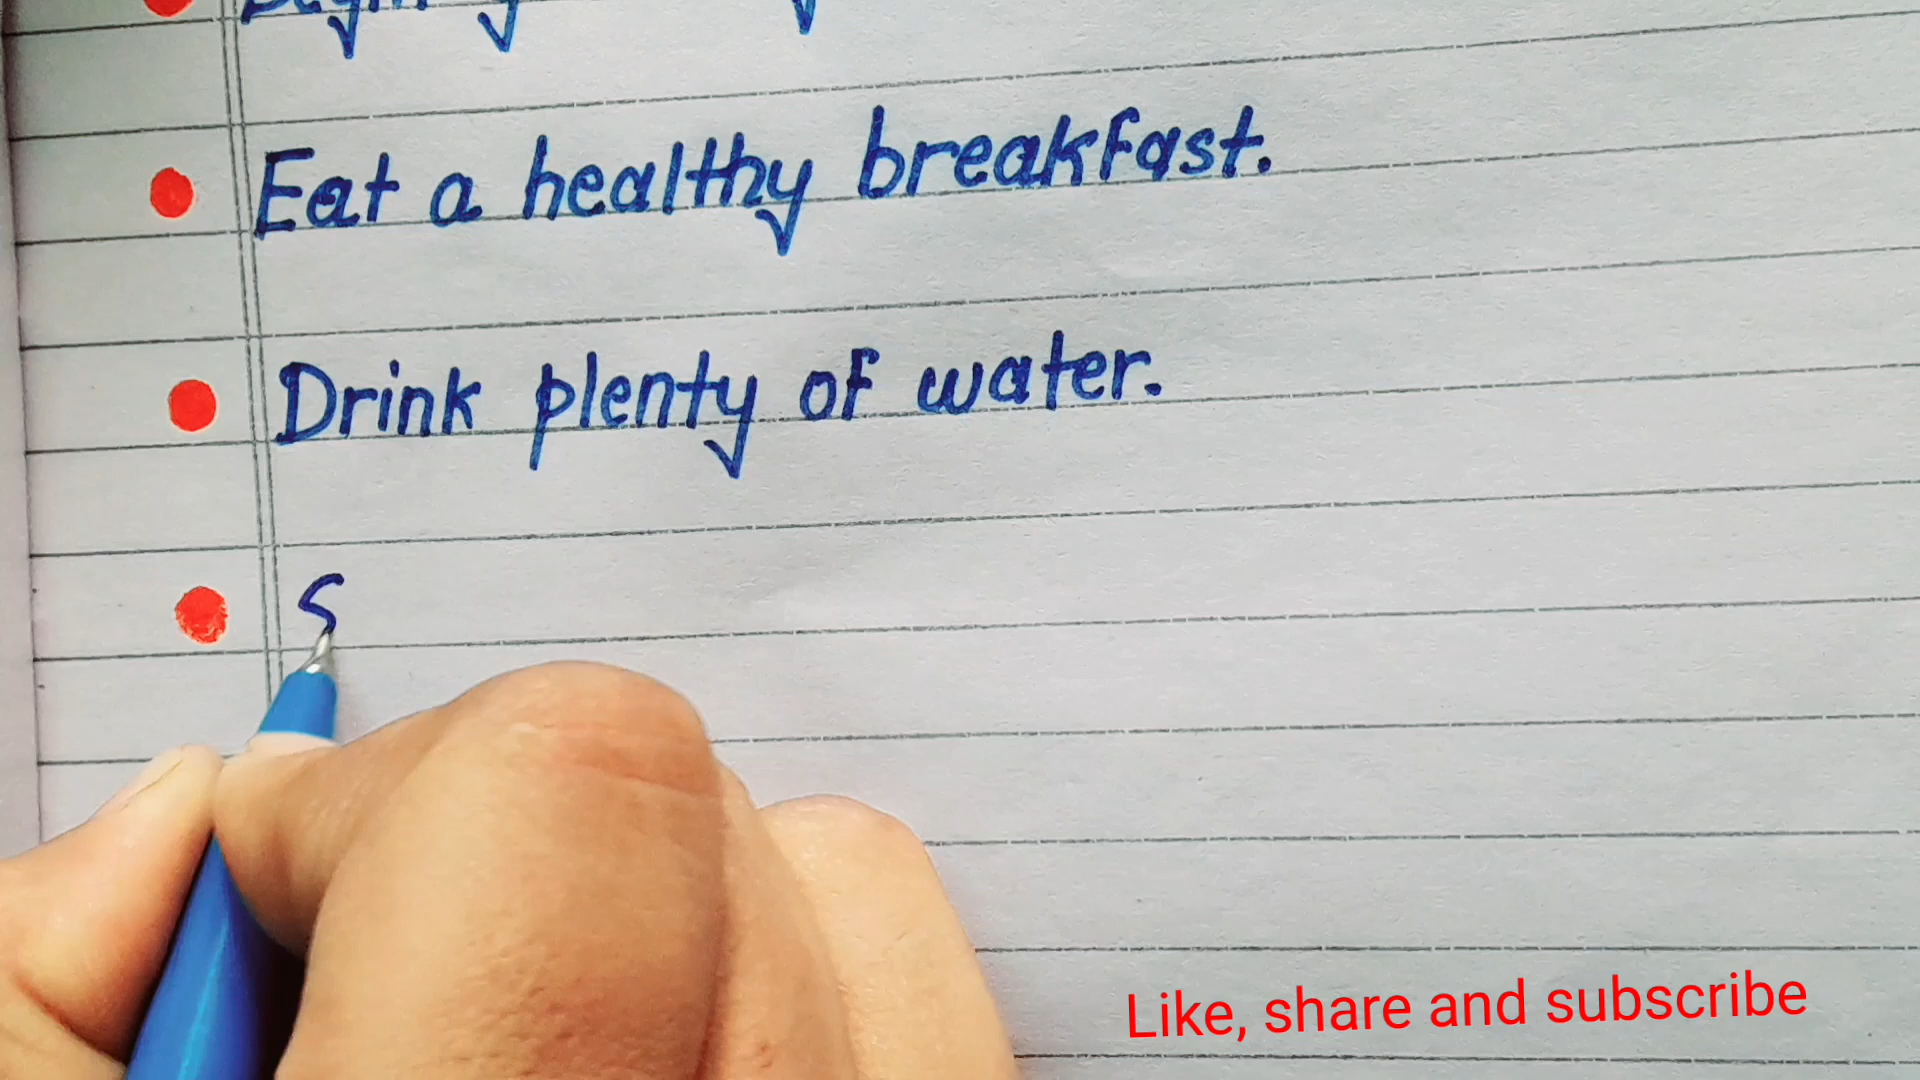 Eat a healthy breakfast.
Drink plenty of water.
S
Like, share and subscribe